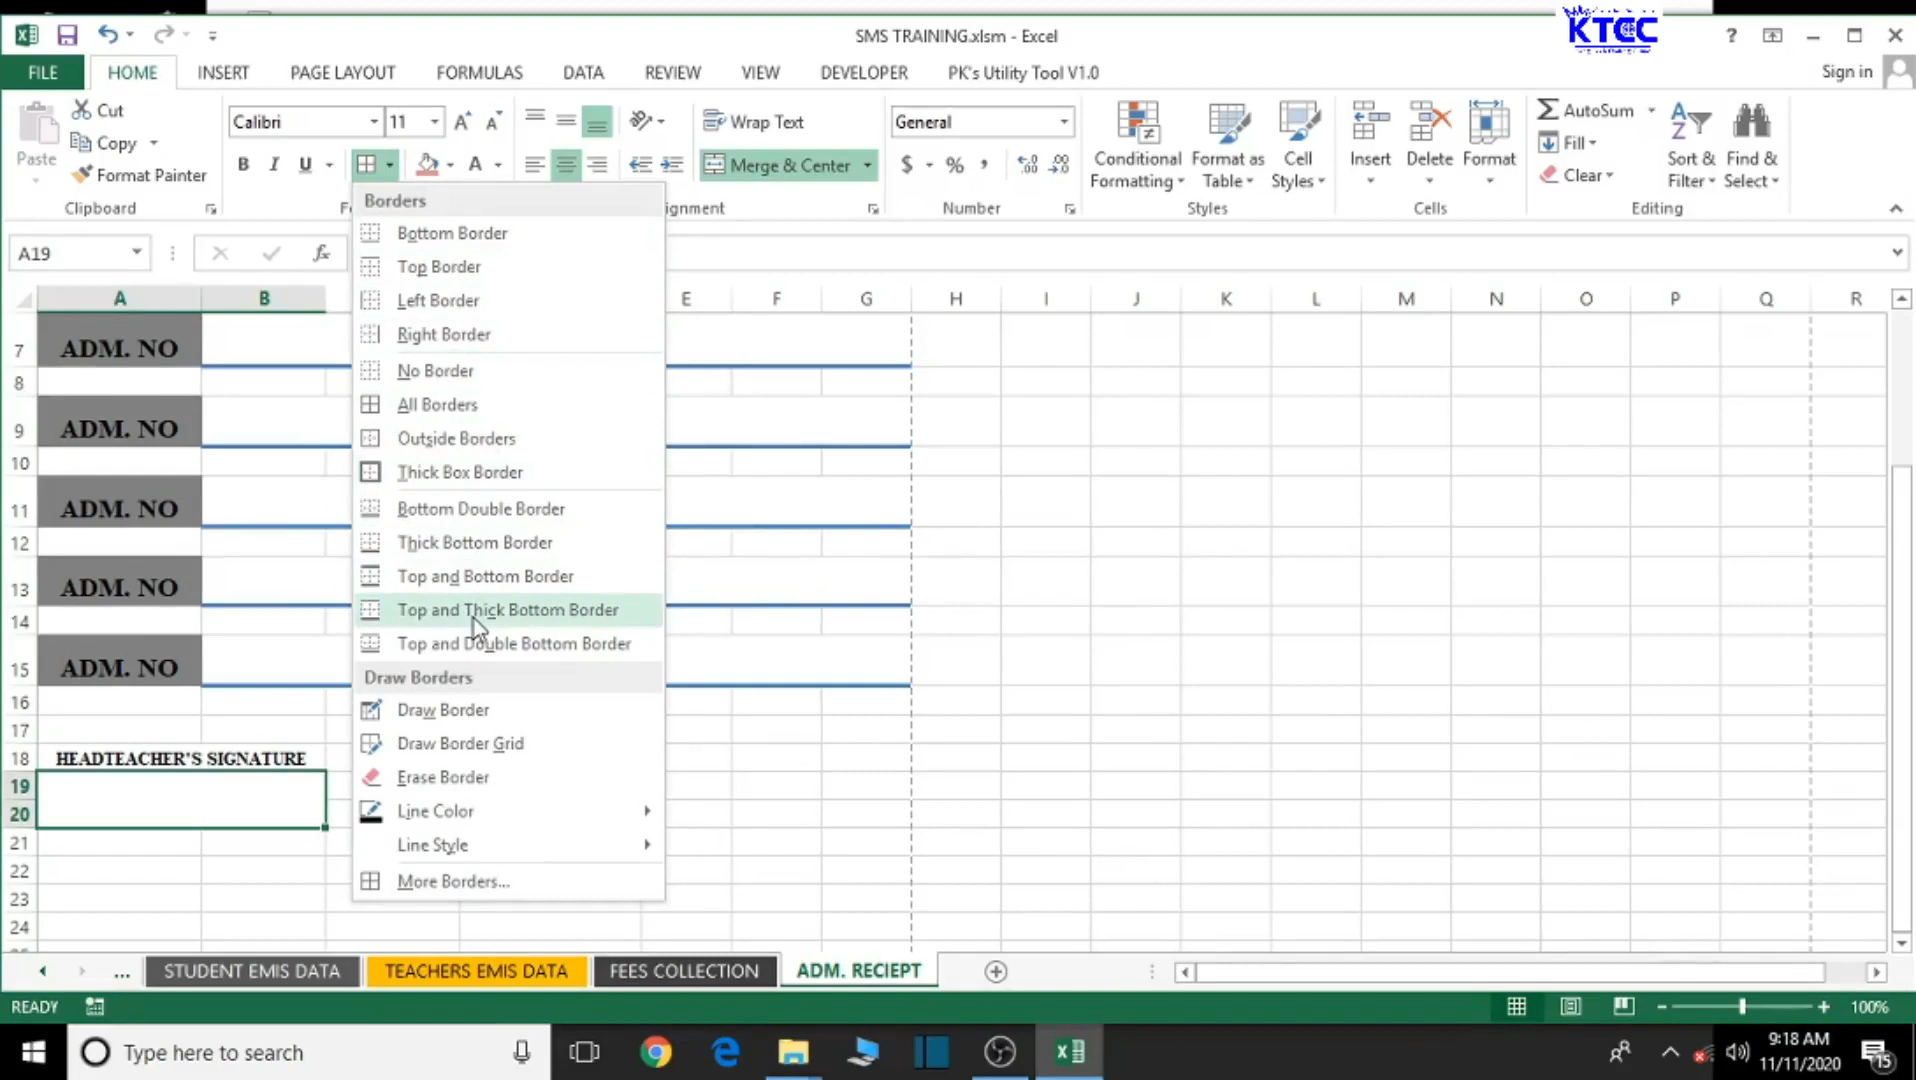 SMS TRAINING.xlsm - Excel
KTCC
?
FILE HOME INSERT PAGE LAYOUT FORMULAS DATA REVIEW VIEW DEVELOPER PK's Utility Tool V1.0 Sign in
Cut
Copy
Format Painter
Paste
Clipboard
Calibri 11
B I U A
Wrap Text
Merge & Center
General
$ % ,
Number
Conditional Formatting
Format as Table
Cell Styles
Styles
Insert Delete Format
Cells
AutoSum
Fill
Clear
Sort & Filter
Find & Select
Editing
A19
fx
Borders
Bottom Border
Top Border
Left Border
Right Border
No Border
All Borders
Outside Borders
Thick Box Border
Bottom Double Border
Thick Bottom Border
Top and Bottom Border
Top and Thick Bottom Border
Top and Double Bottom Border
Draw Borders
Draw Border
Draw Border Grid
Erase Border
Line Color
Line Style
More Borders...
A B E F G H I J K L M N O P Q R
7 ADM. NO
8
9 ADM. NO
10
11 ADM. NO
12
13 ADM. NO
14
15 ADM. NO
16
17
18 HEADTEACHER'S SIGNATURE
19
20
21
22
23
24
... STUDENT EMIS DATA TEACHERS EMIS DATA FEES COLLECTION ADM. RECIEPT
READY 100%
Type here to search
9:18 AM
11/11/2020
15